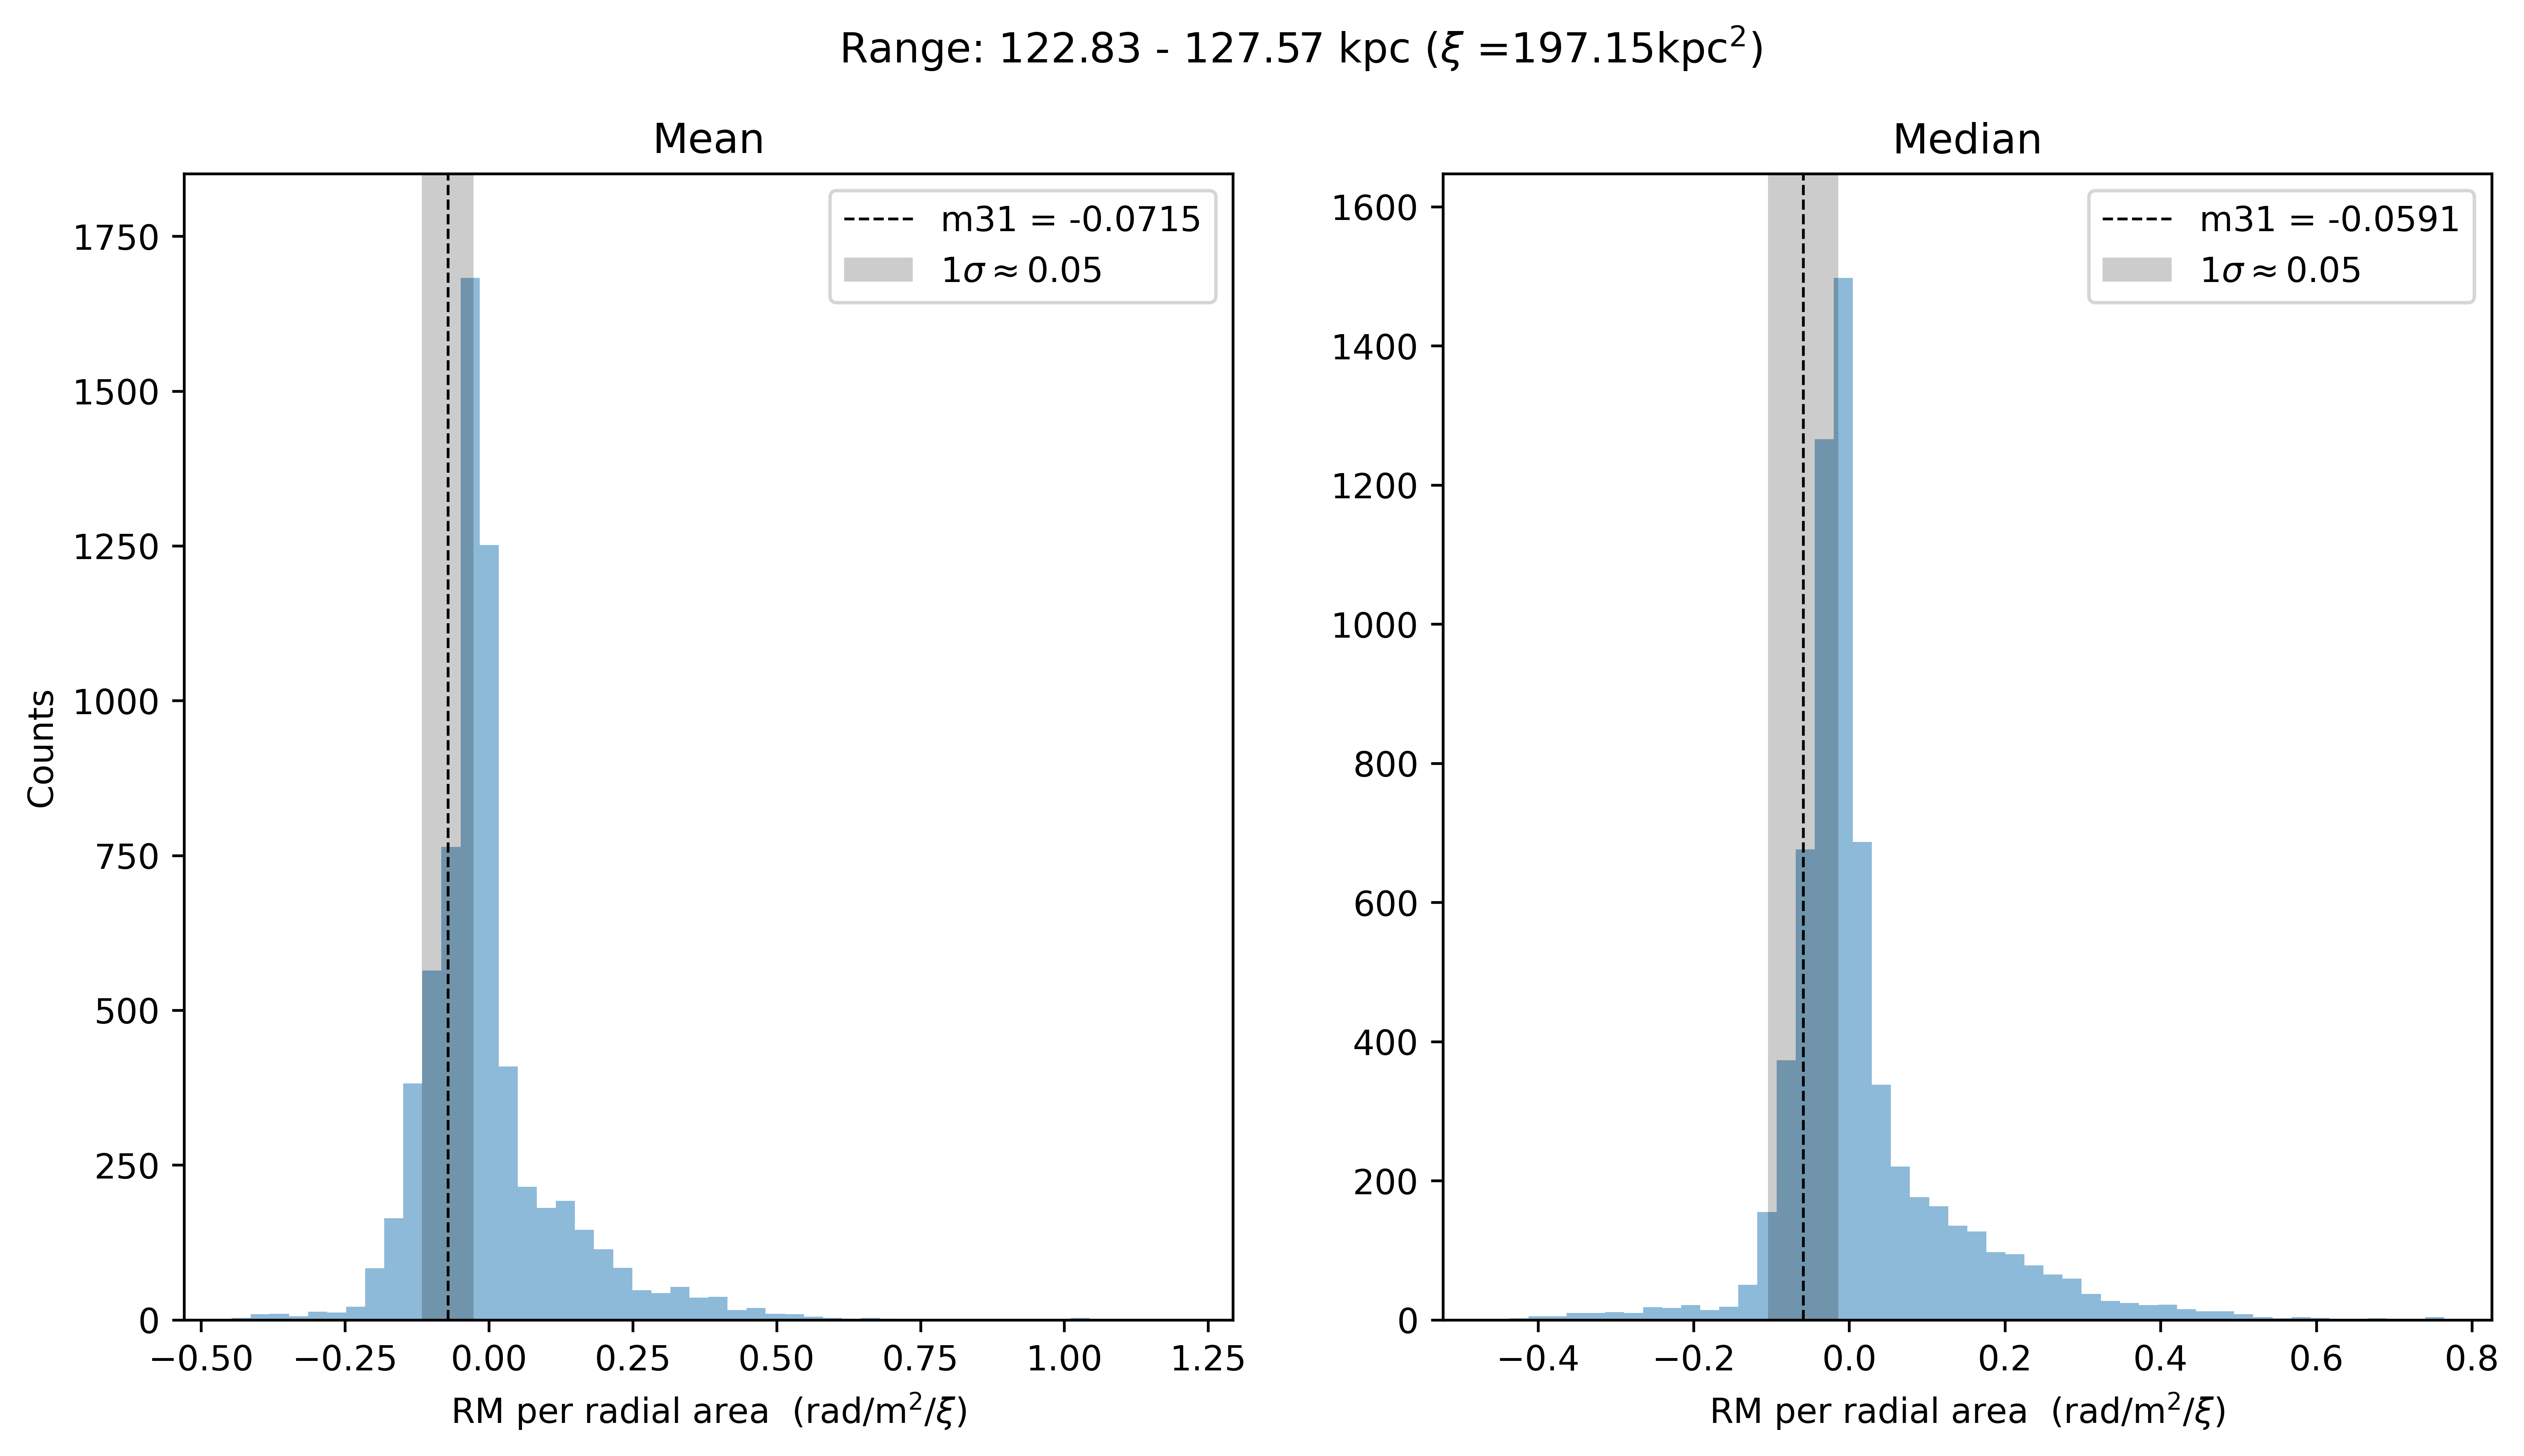 Range: 122.83 - 127.57 kpc (ξ =197.15kpc²)
Mean
m31 = -0.0715
1σ ≈ 0.05
1750
1500
1250
1000
750
500
250
0
Counts
−0.50 −0.25 0.00 0.25 0.50 0.75 1.00 1.25
RM per radial area (rad/m²/ξ)
Median
m31 = -0.0591
1σ ≈ 0.05
1600
1400
1200
1000
800
600
400
200
0
−0.4 −0.2 0.0 0.2 0.4 0.6 0.8
RM per radial area (rad/m²/ξ)